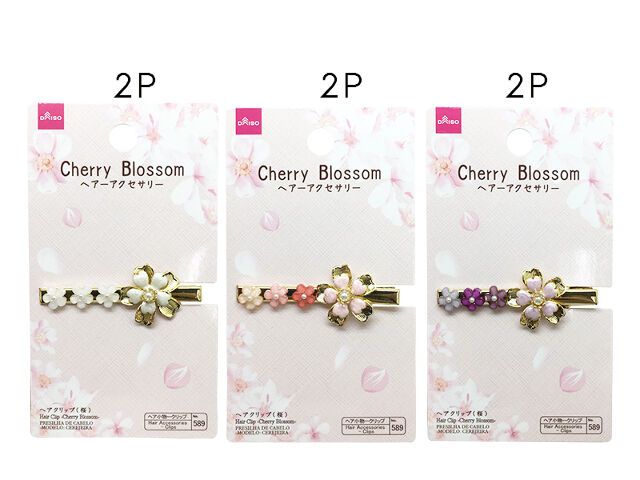 2P
DAISO
Cherry Blossom
ヘアーアクセサリー
ヘアクリップ(桜)
Hair Clip -Cherry Blossom-
PRESILHA DE CABELO
-MODELO: CEREJEIRA
ヘア小物―クリップ
Hair Accessories
- Clips
No.
589
2P
DAISO
Cherry Blossom
ヘアーアクセサリー
ヘアクリップ(桜)
Hair Clip -Cherry Blossom-
PRESILHA DE CABELO
-MODELO: CEREJEIRA
ヘア小物―クリップ
Hair Accessories
- Clips
No.
589
2P
DAISO
Cherry Blossom
ヘアーアクセサリー
ヘアクリップ(桜)
Hair Clip -Cherry Blossom-
PRESILHA DE CABELO
-MODELO: CEREJEIRA
ヘア小物―クリップ
Hair Accessories
- Clips
No.
589